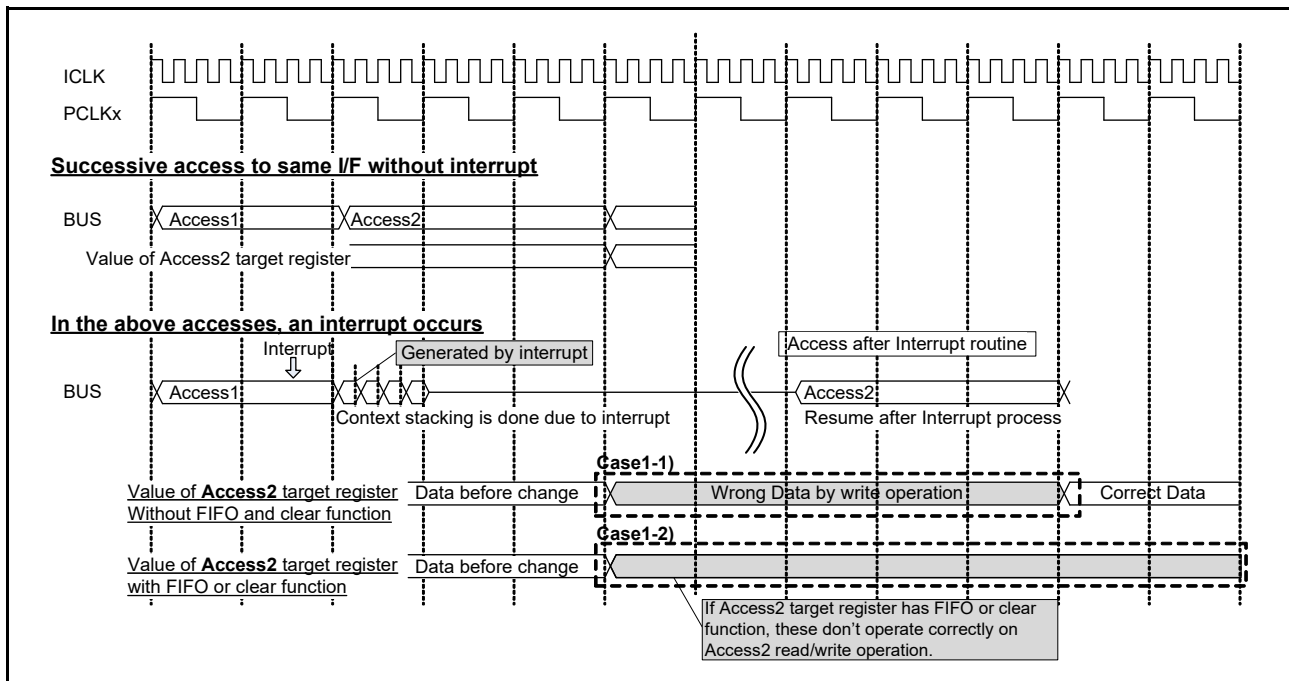 ICLK
PCLKx
Successive access to same I/F without interrupt
BUS
Access1
Access2
Value of Access2 target register
In the above accesses, an interrupt occurs
Interrupt
Generated by interrupt
Access after Interrupt routine
BUS
Access1
Access2
Context stacking is done due to interrupt
Resume after Interrupt process
Case1-1)
Value of Access2 target register
Without FIFO and clear function
Data before change
Wrong Data by write operation
Correct Data
Case1-2)
Value of Access2 target register
with FIFO or clear function
Data before change
If Access2 target register has FIFO or clear
function, these don't operate correctly on
Access2 read/write operation.